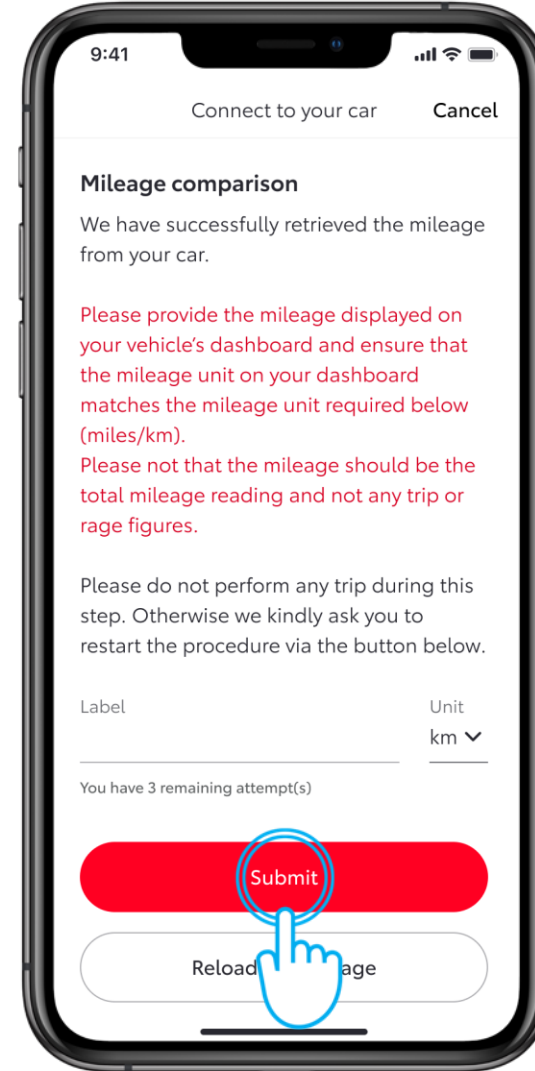 9:41
Connect to your car Cancel
Mileage comparison
We have successfully retrieved the mileage
from your car.
Please provide the mileage displayed on
your vehicle's dashboard and ensure that
the mileage unit on your dashboard
matches the mileage unit required below
(miles/km).
Please not that the mileage should be the
total mileage reading and not any trip or
rage figures.
Please do not perform any trip during this
step. Otherwise we kindly ask you to
restart the procedure via the button below.
Label Unit
km
You have 3 remaining attempt(s)
Submit
Reload